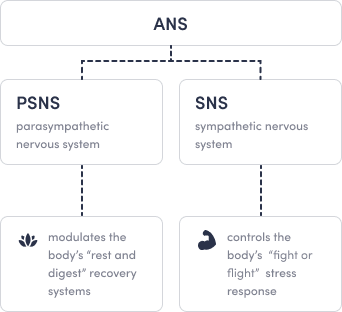 ANS
PSNS
parasympathetic
nervous system
SNS
sympathetic nervous
system
modulates the
body's “rest and
digest” recovery
systems
controls the
body's “fight or
flight” stress
response